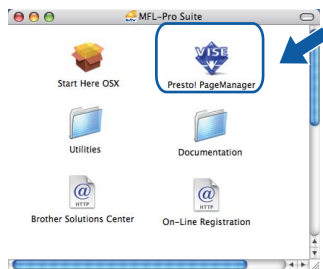 MFL-Pro Suite
VISE
Start Here OSX
Presto! PageManager
Utilities
Documentation
@
HTTP
@
HTTP
Brother Solutions Center
On-Line Registration